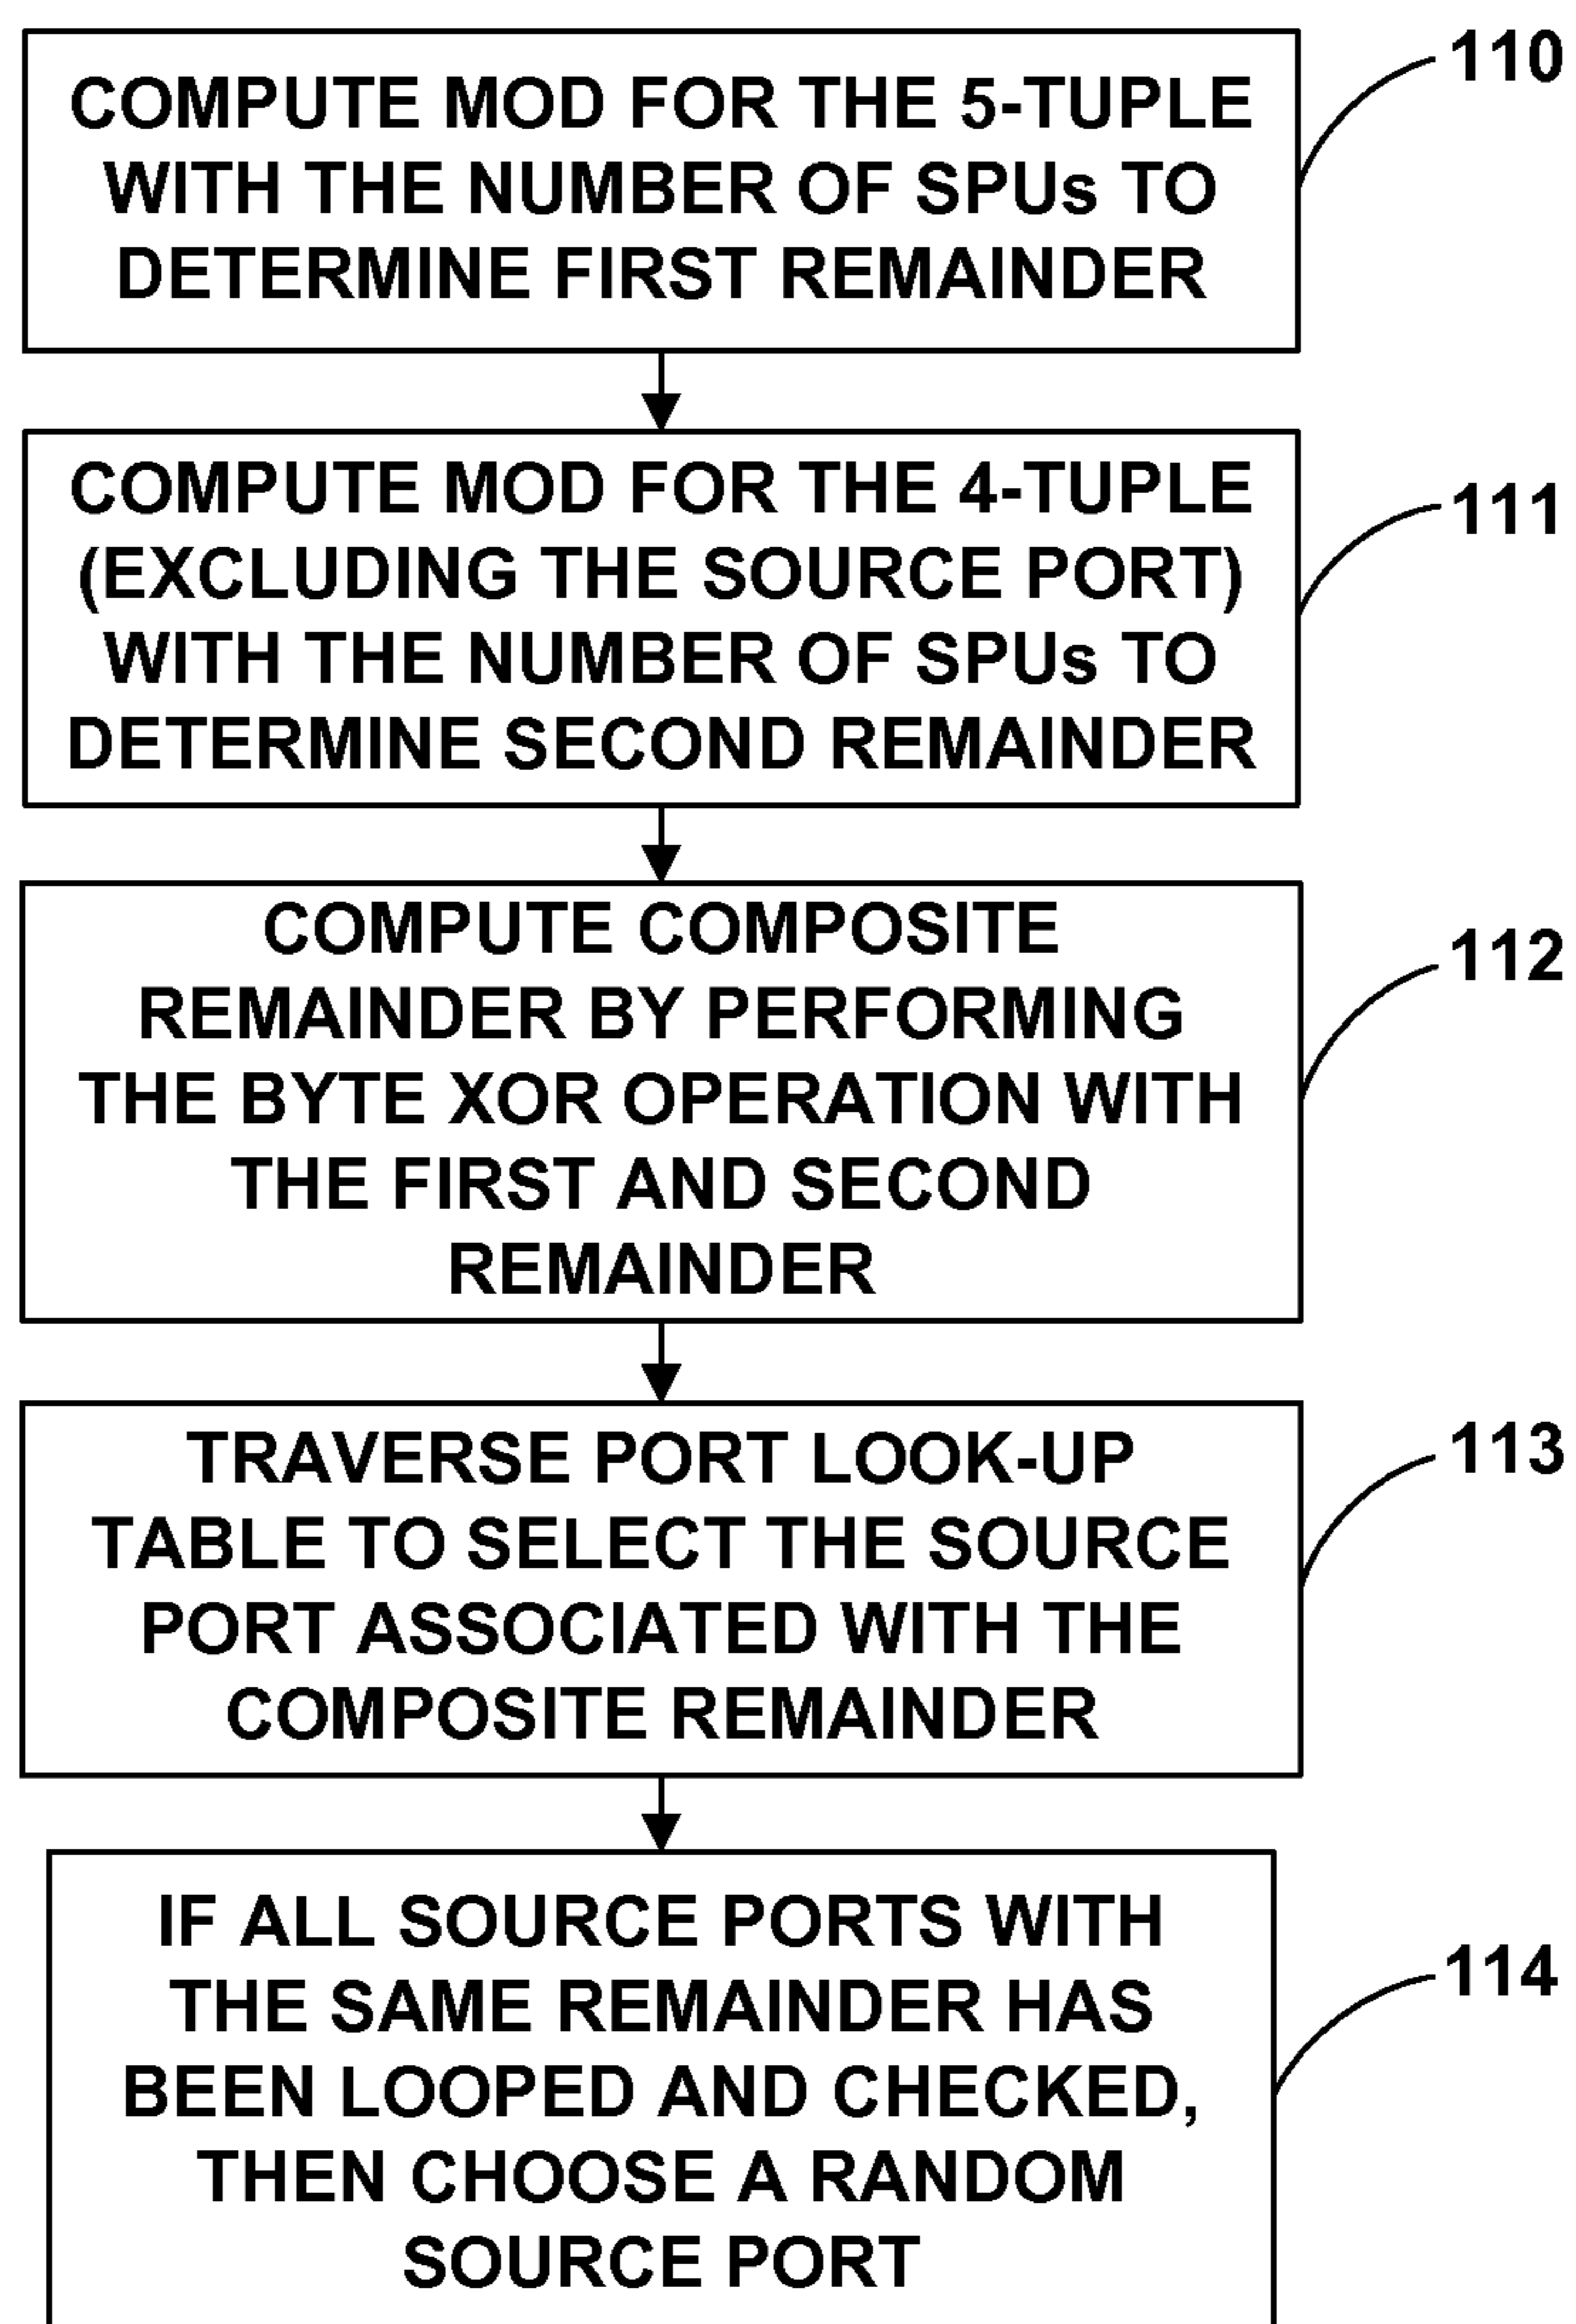 COMPUTE MOD FOR THE 5-TUPLE
WITH THE NUMBER OF SPUs TO
DETERMINE FIRST REMAINDER
110
COMPUTE MOD FOR THE 4-TUPLE
(EXCLUDING THE SOURCE PORT)
WITH THE NUMBER OF SPUs TO
DETERMINE SECOND REMAINDER
111
COMPUTE COMPOSITE
REMAINDER BY PERFORMING
THE BYTE XOR OPERATION WITH
THE FIRST AND SECOND
REMAINDER
112
TRAVERSE PORT LOOK-UP
TABLE TO SELECT THE SOURCE
PORT ASSOCIATED WITH THE
COMPOSITE REMAINDER
113
IF ALL SOURCE PORTS WITH
THE SAME REMAINDER HAS
BEEN LOOPED AND CHECKED,
THEN CHOOSE A RANDOM
SOURCE PORT
114